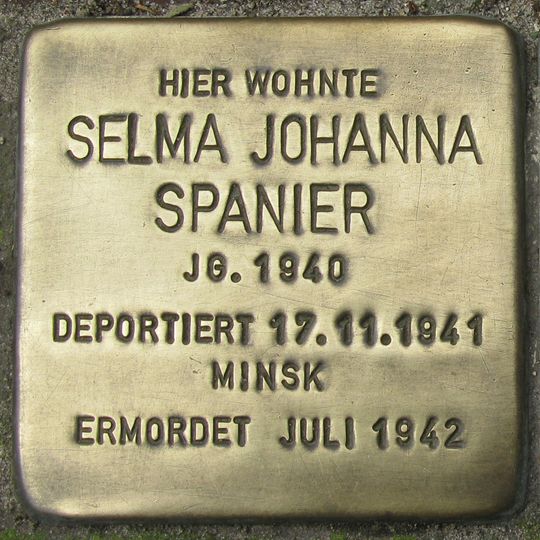 HIER WOHNTE
SELMA JOHANNA
SPANIER
JG. 1940
DEPORTIERT 17.11.1941
MINSK
ERMORDET JULI 1942